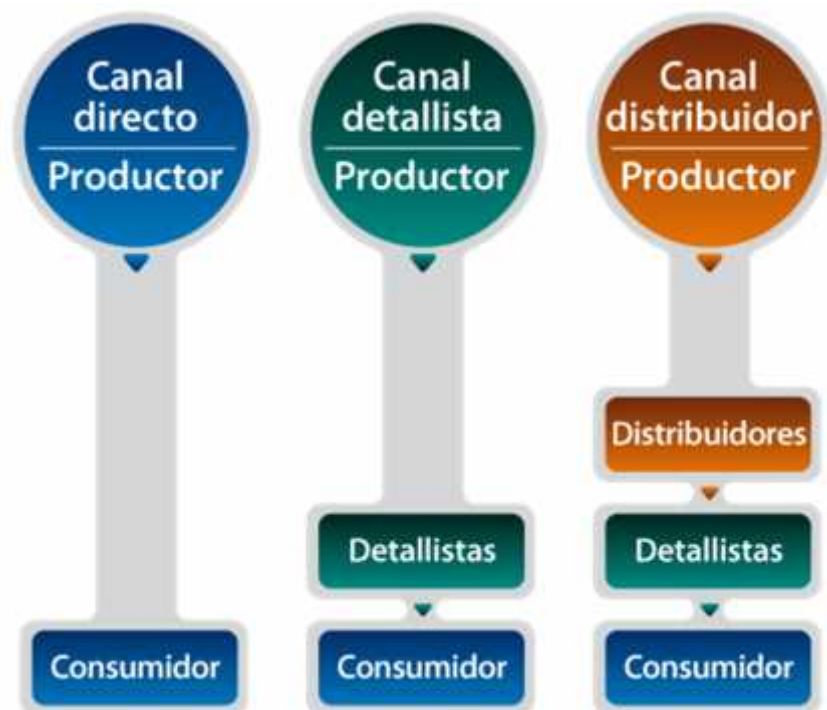 Canal
directo
Productor
Consumidor
Canal
detallista
Productor
Detallistas
Consumidor
Canal
distribuidor
Productor
Distribuidores
Detallistas
Consumidor